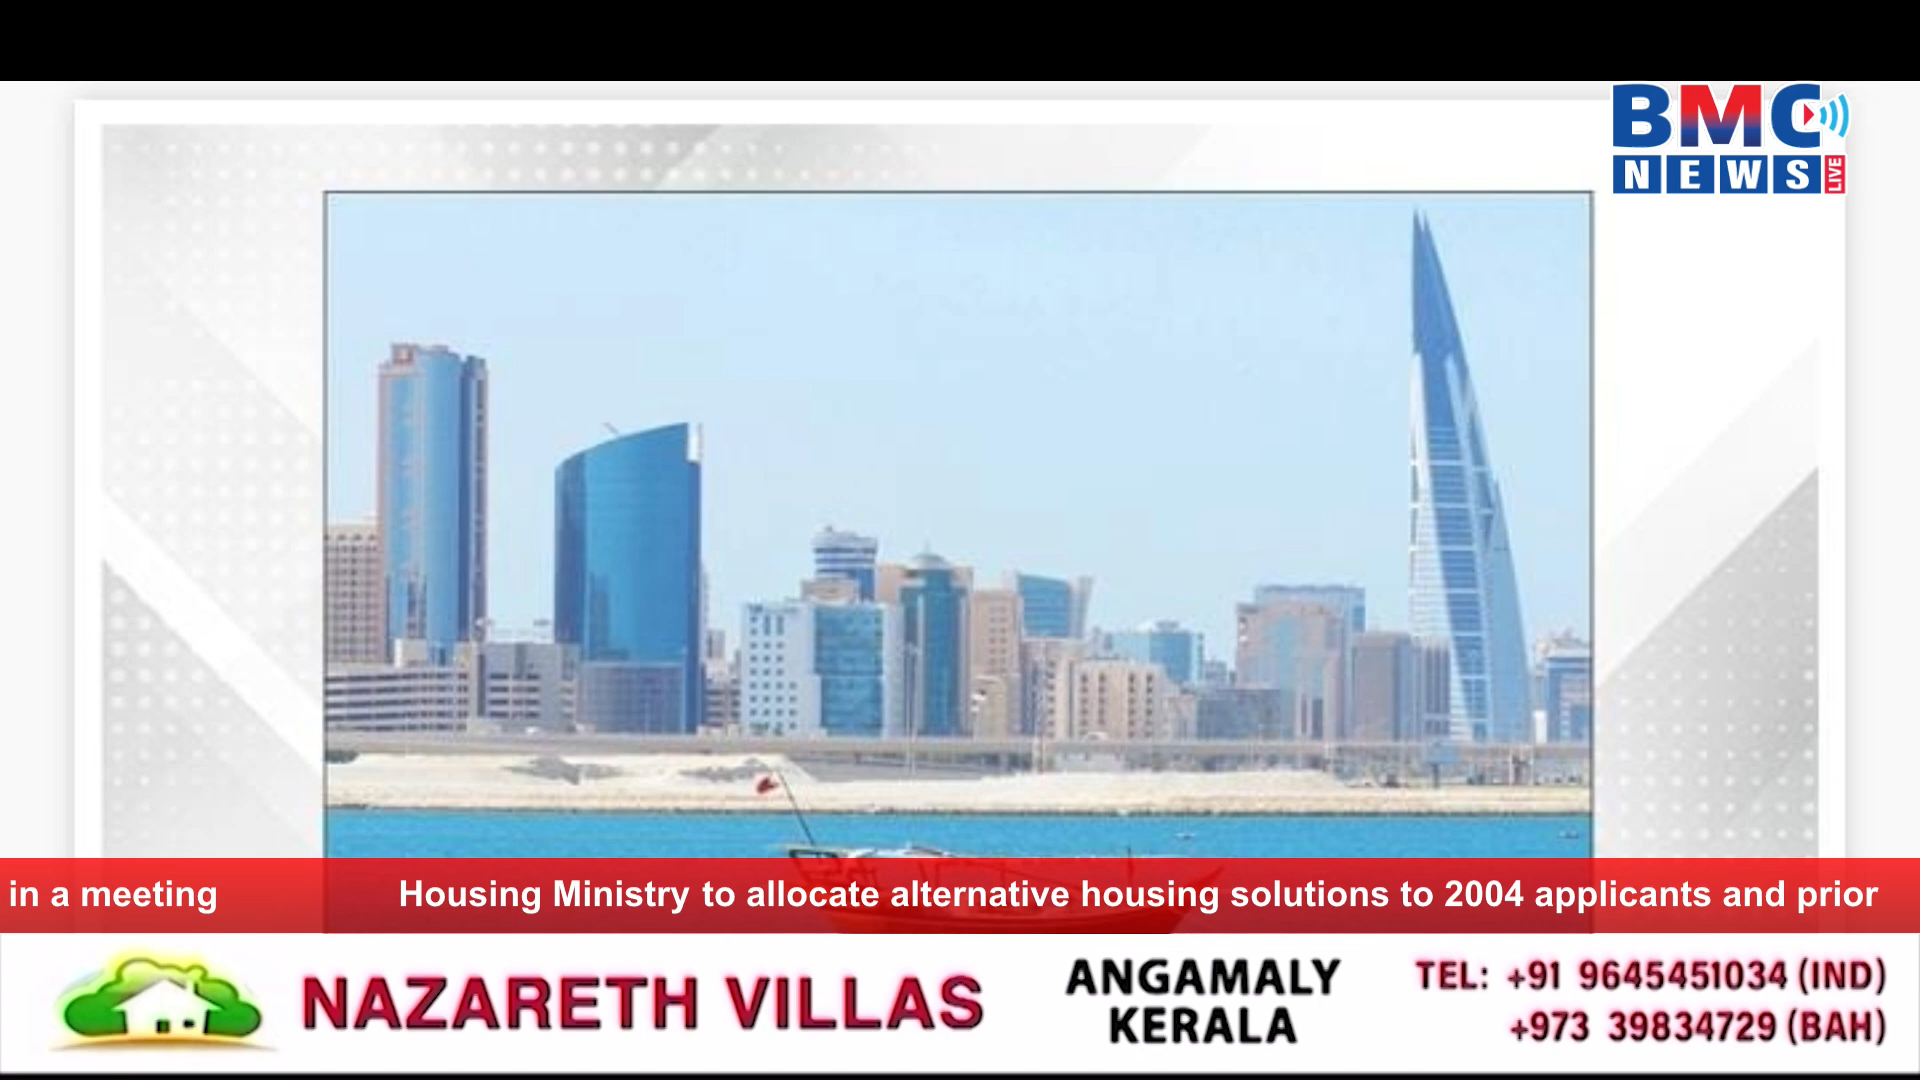 BMC
NEWS LIVE
in a meeting
Housing Ministry to allocate alternative housing solutions to 2004 applicants and prior
NAZARETH VILLAS
ANGAMALY
KERALA
TEL: +91 9645451034 (IND)
+973 39834729 (BAH)